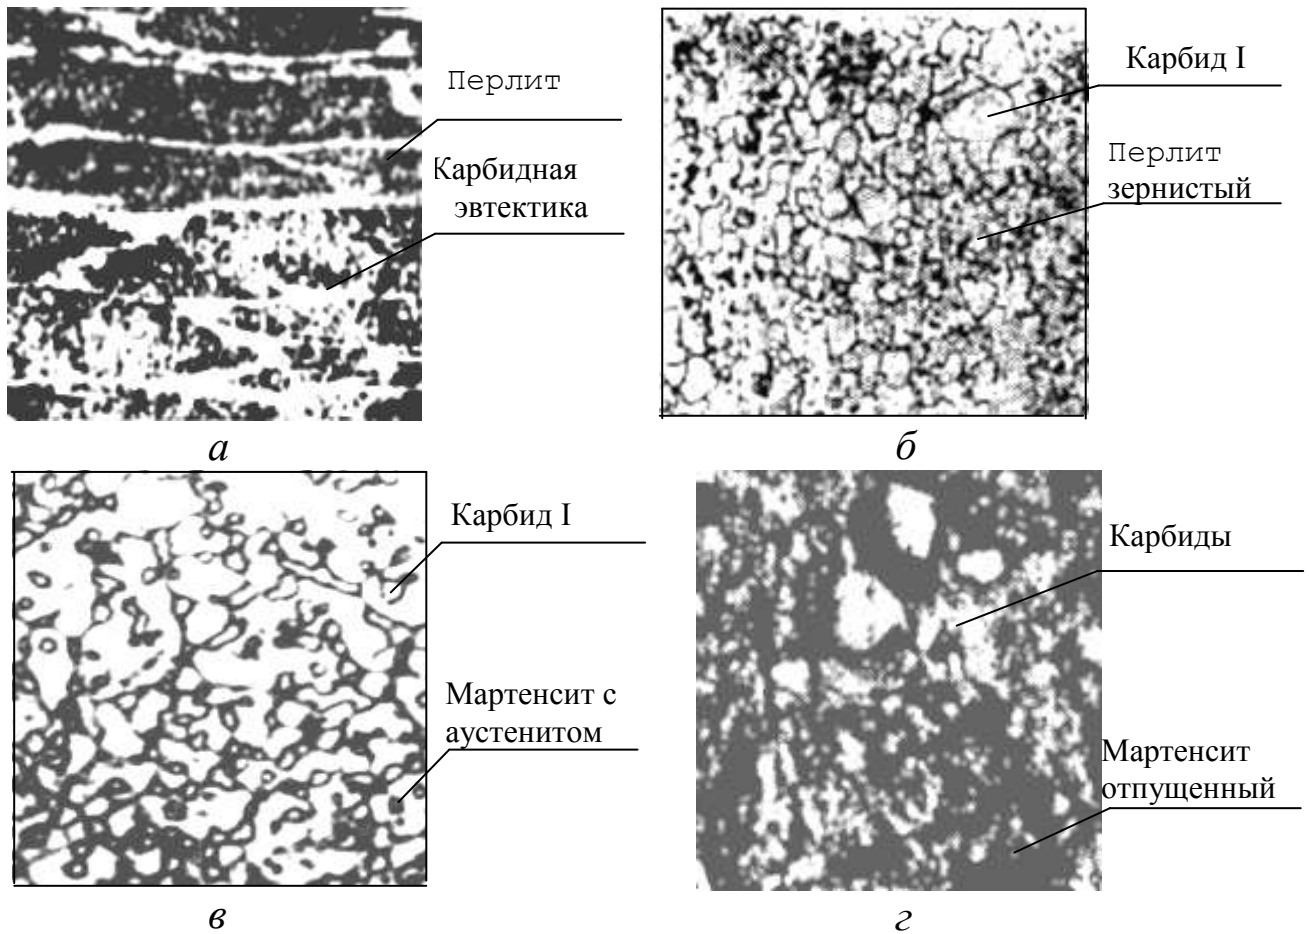 Перлит
Карбидная
эвтектика
а
Карбид I
Перлит
зернистый
б
Карбид I
Мартенсит с
аустенитом
в
Карбиды
Мартенсит
отпущенный
г